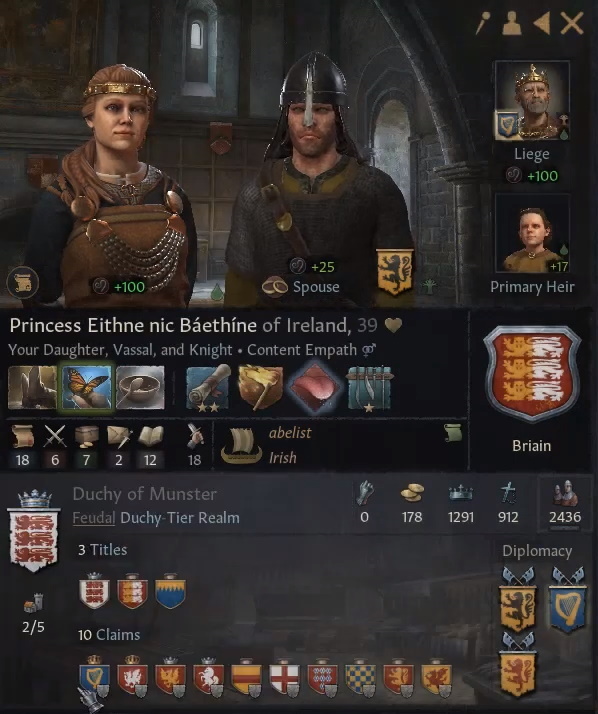 Liege
+100
+17
Primary Heir
+100
+25
Spouse
Princess Eithne nic Báethíne of Ireland, 39
Your Daughter, Vassal, and Knight • Content Empath
18 6 7 2 12 18
abelist
Irish
Briain
Duchy of Munster
Feudal Duchy-Tier Realm
0 178 1291 912 2436
3 Titles
Diplomacy
2/5
10 Claims